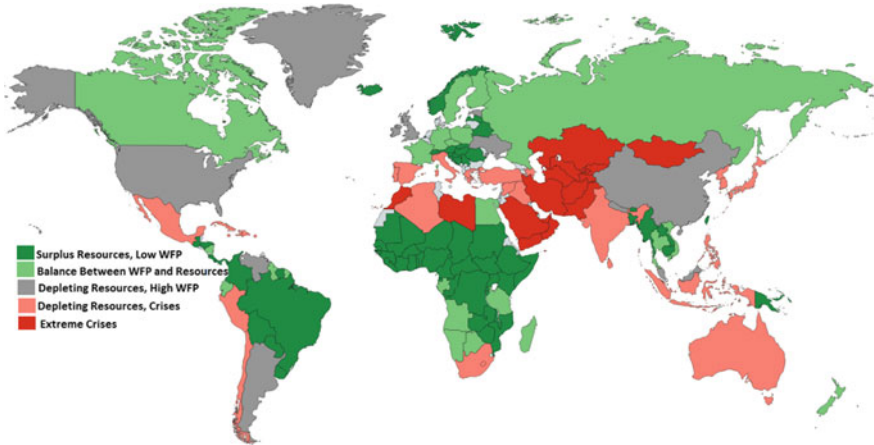 Surplus Resources, Low WFP
Balance Between WFP and Resources
Depleting Resources, High WFP
Depleting Resources, Crises
Extreme Crises